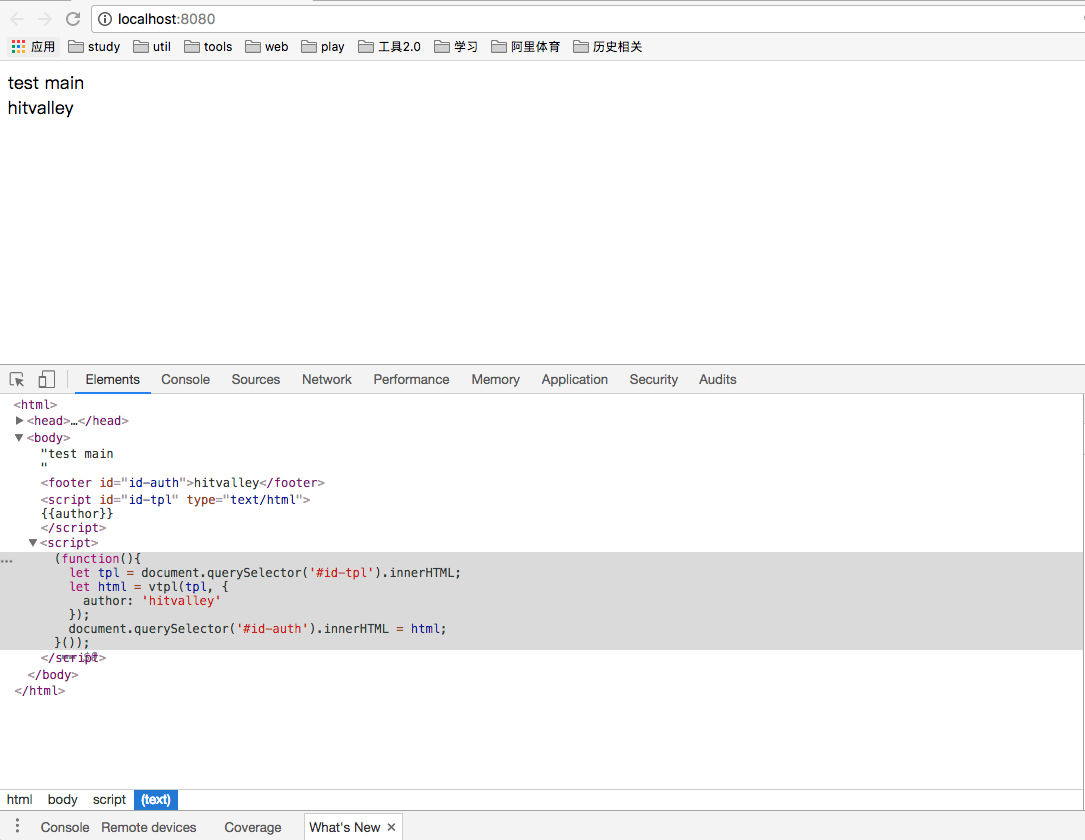 localhost:8080
应用 study util tools web play 工具2.0 学习 阿里体育 历史相关
test main
hitvalley
Elements Console Sources Network Performance Memory Application Security Audits
<html>
<head>…</head>
<body>
"test main
"
<footer id="id-auth">hitvalley</footer>
<script id="id-tpl" type="text/html">
{{author}}
</script>
<script>
(function(){
let tpl = document.querySelector('#id-tpl').innerHTML;
let html = vtpl(tpl, {
author: 'hitvalley'
});
document.querySelector('#id-auth').innerHTML = html;
}());
</script>
</body>
</html>
html body script (text)
Console Remote devices Coverage What's New ×